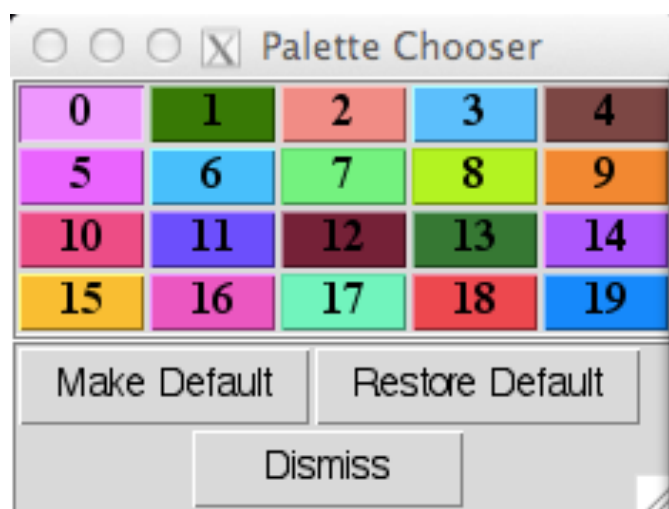 X Palette Chooser
0 1 2 3 4
5 6 7 8 9
10 11 12 13 14
15 16 17 18 19
Make Default Restore Default
Dismiss